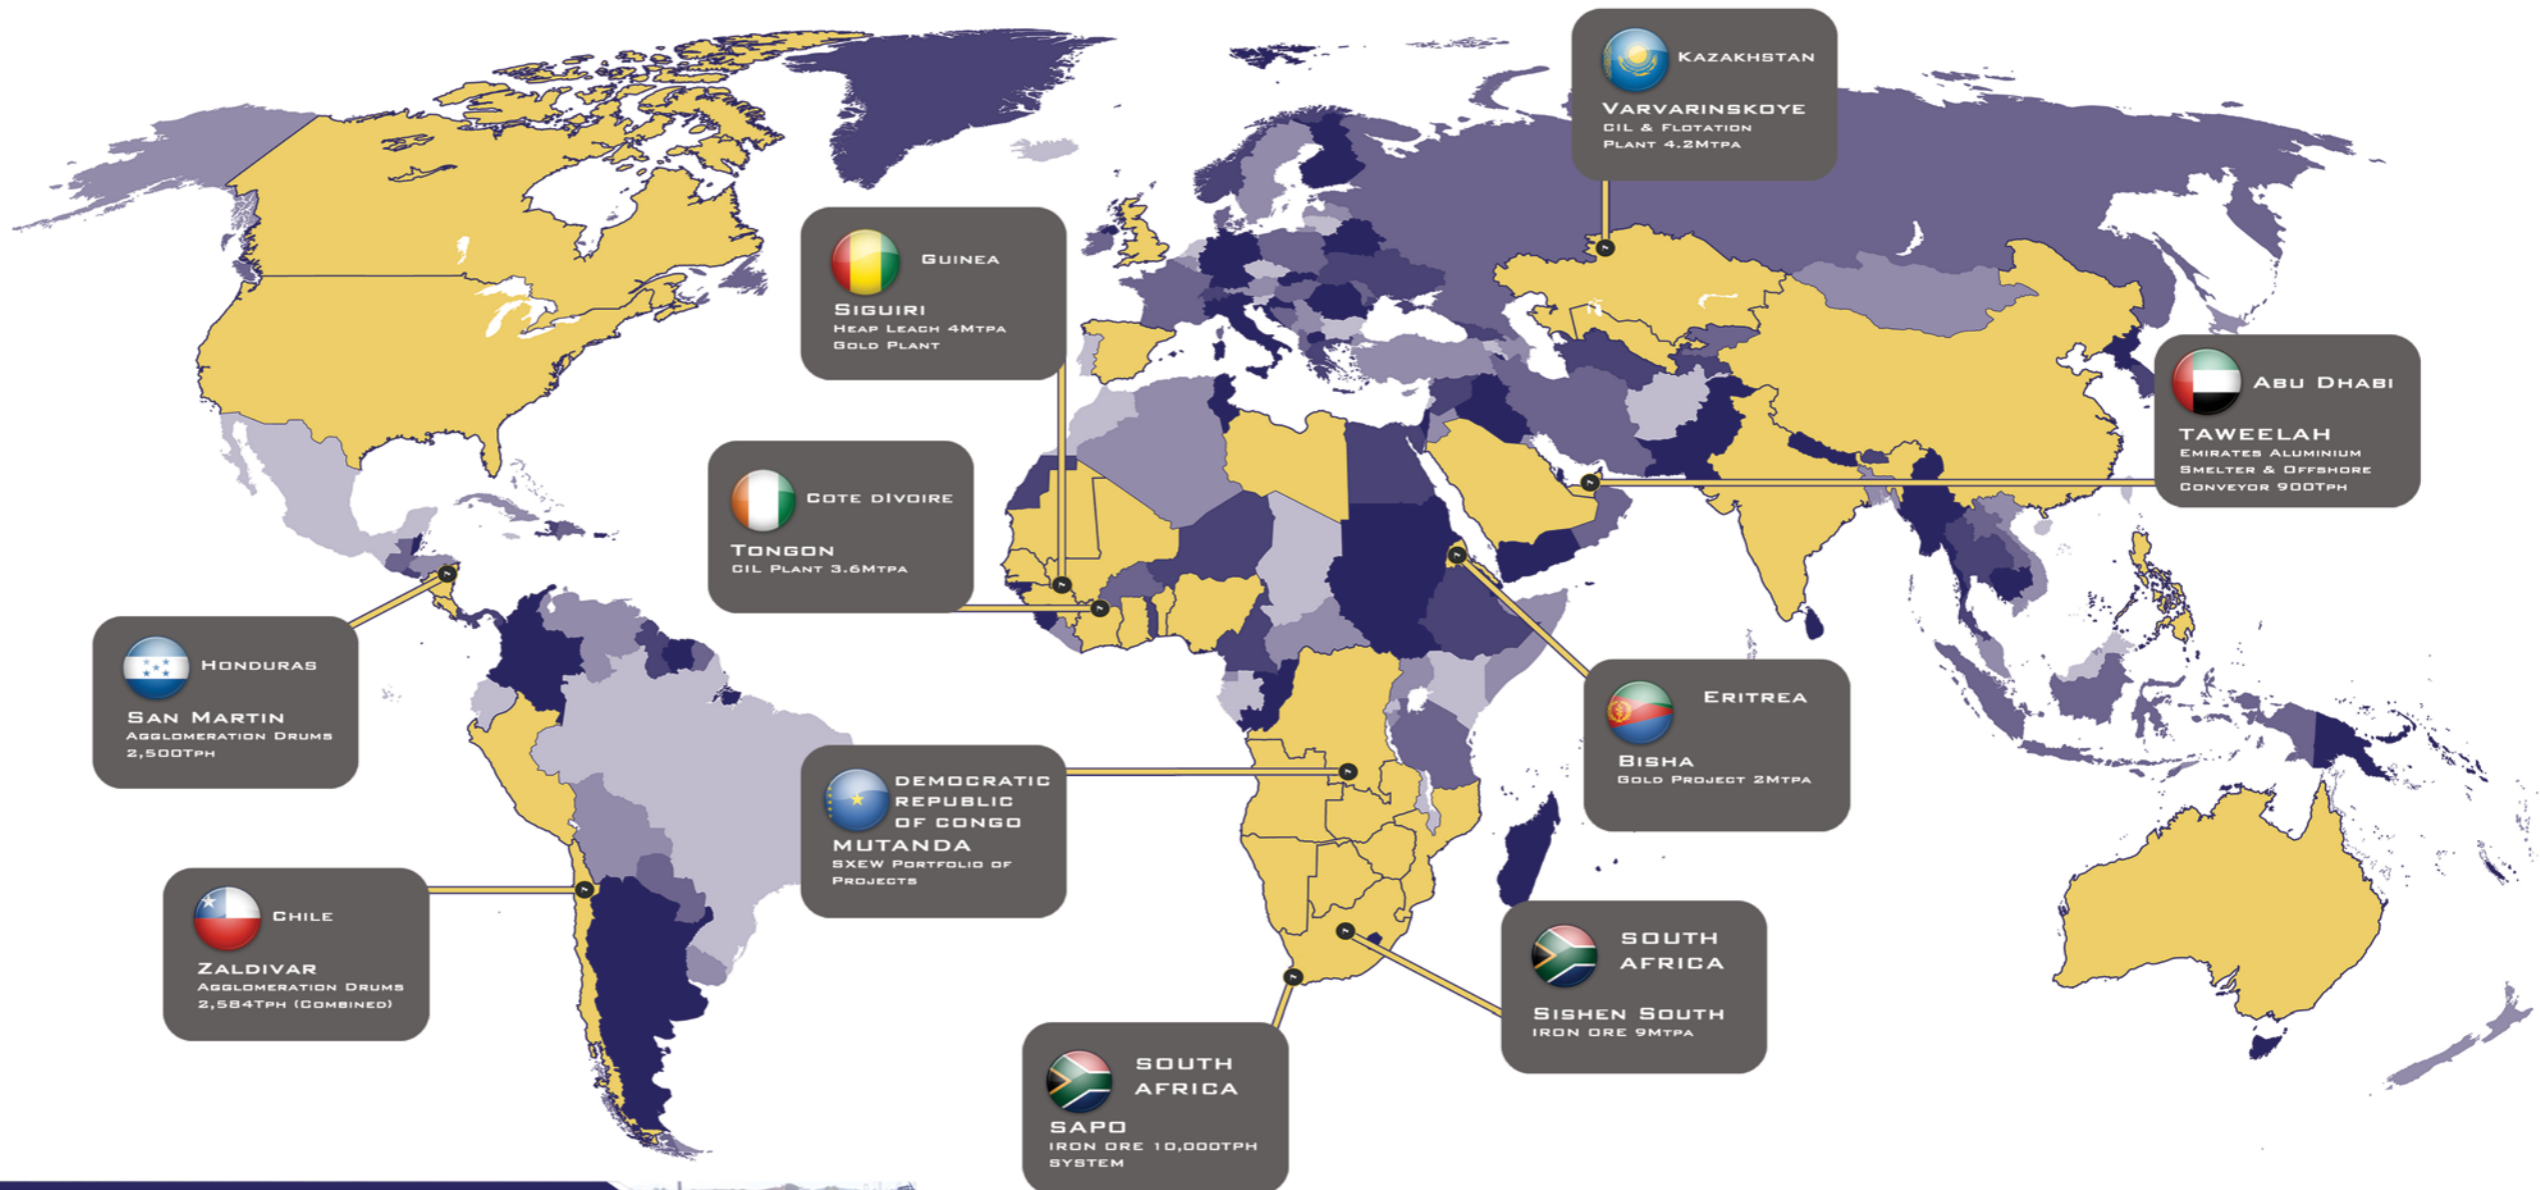 KAZAKHSTAN
VARVARINSKOYE
CIL & FLOTATION
PLANT 4.2MTPA
GUINEA
SIGUIRI
HEAP LEACH 4MTPA
GOLD PLANT
ABU DHABI
TAWEELAH
EMIRATES ALUMINIUM
SMELTER & OFFSHORE
CONVEYOR 900TPH
COTE DIVOIRE
TONGON
CIL PLANT 3.6MTPA
HONDURAS
SAN MARTIN
AGGLOMERATION DRUMS
2,500TPH
ERITREA
BISHA
GOLD PROJECT 2MTPA
DEMOCRATIC
REPUBLIC
OF CONGO
MUTANDA
SXEW PORTFOLIO OF
PROJECTS
CHILE
ZALDIVAR
AGGLOMERATION DRUMS
2,584TPH (COMBINED)
SOUTH
AFRICA
SISHEN SOUTH
IRON ORE 9MTPA
SOUTH
AFRICA
SAPO
IRON ORE 10,000TPH
SYSTEM